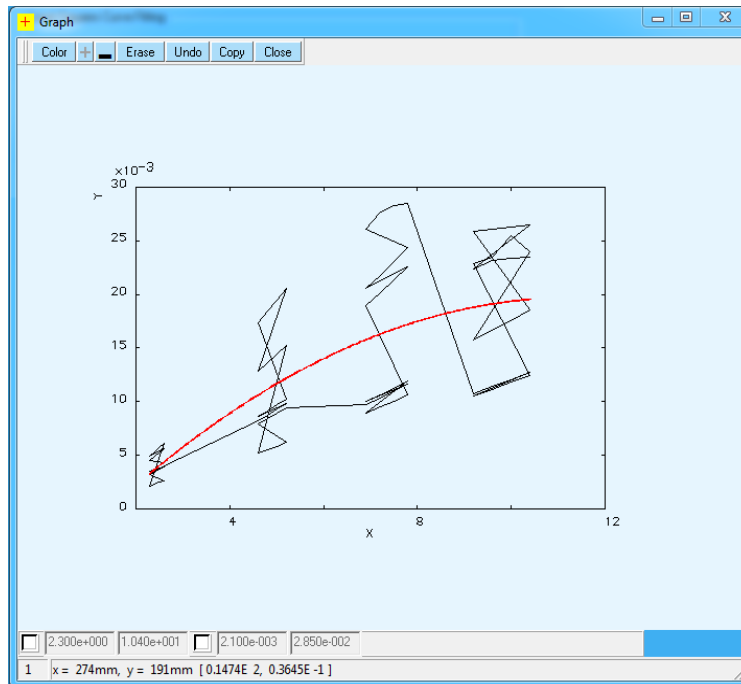 Graph
Color Erase Undo Copy Close
×10⁻³
30
Y
25
20
15
10
5
0
4 8 12
X
2.300e+000 1.040e+001 2.100e-003 2.850e-002
1 x = 274mm, y = 191mm [ 0.1474E 2, 0.3645E -1 ]